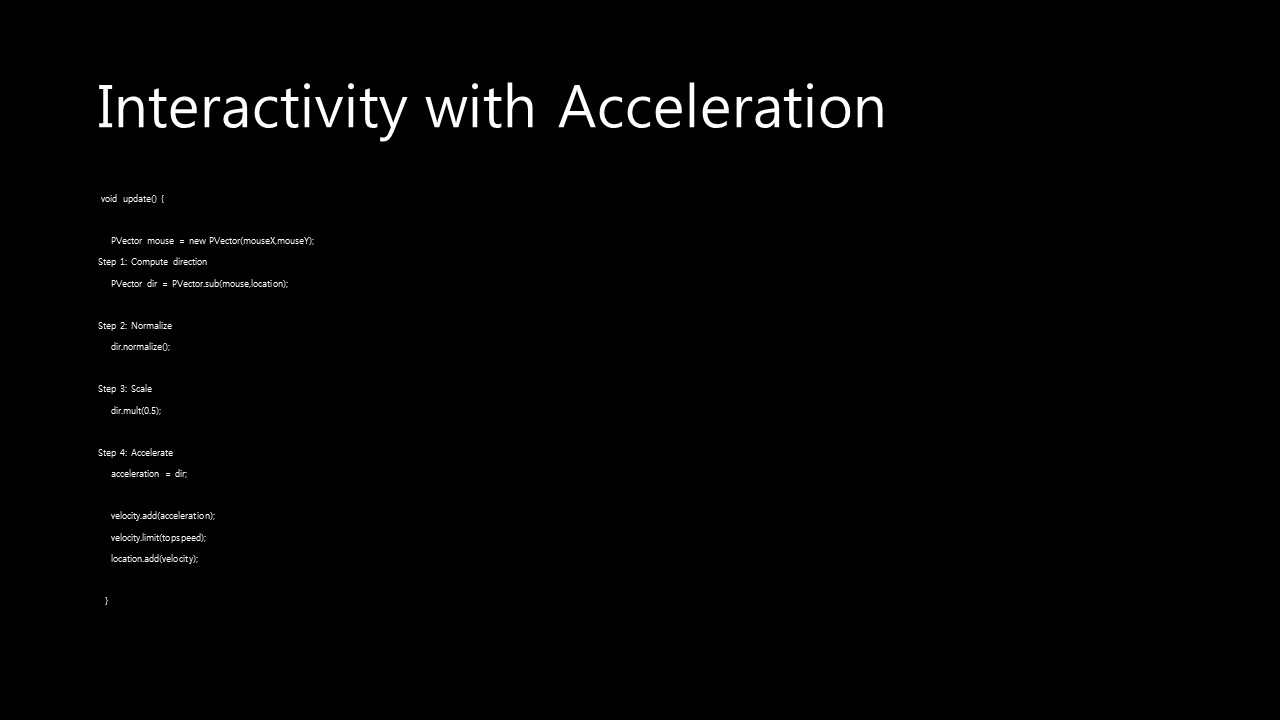 Interactivity with Acceleration
void update() {
PVector mouse = new PVector(mouseX,mouseY);
Step 1: Compute direction
PVector dir = PVector.sub(mouse,location);
Step 2: Normalize
dir.normalize();
Step 3: Scale
dir.mult(0.5);
Step 4: Accelerate
acceleration = dir;
velocity.add(acceleration);
velocity.limit(topspeed);
location.add(velocity);
}